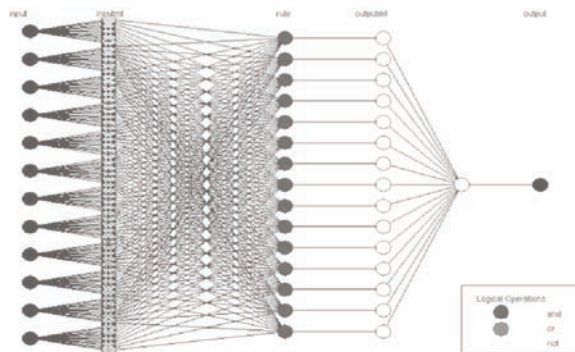 input
inputmf
rule
outputmf
output
Logical Operations
and
or
not